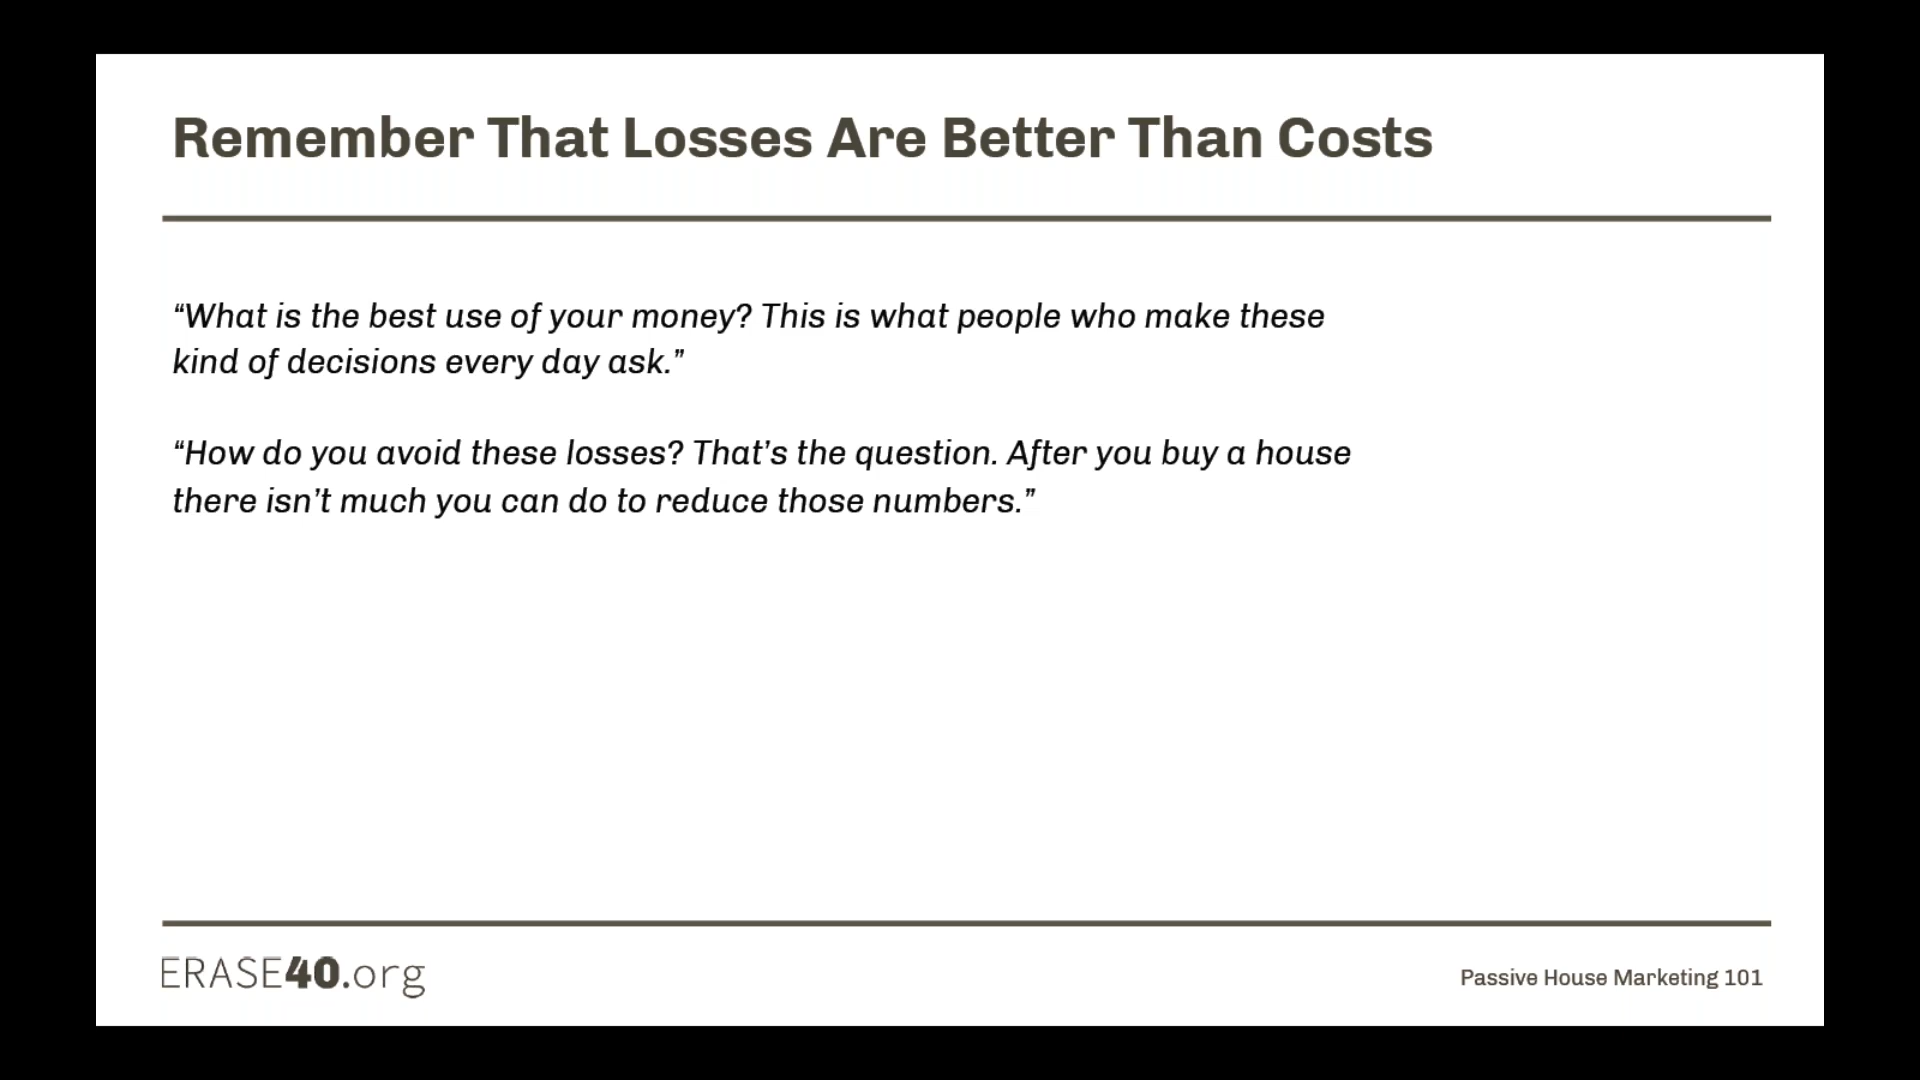 Remember That Losses Are Better Than Costs
“What is the best use of your money? This is what people who make these
kind of decisions every day ask.”
“How do you avoid these losses? That’s the question. After you buy a house
there isn’t much you can do to reduce those numbers.”
ERASE40.org
Passive House Marketing 101